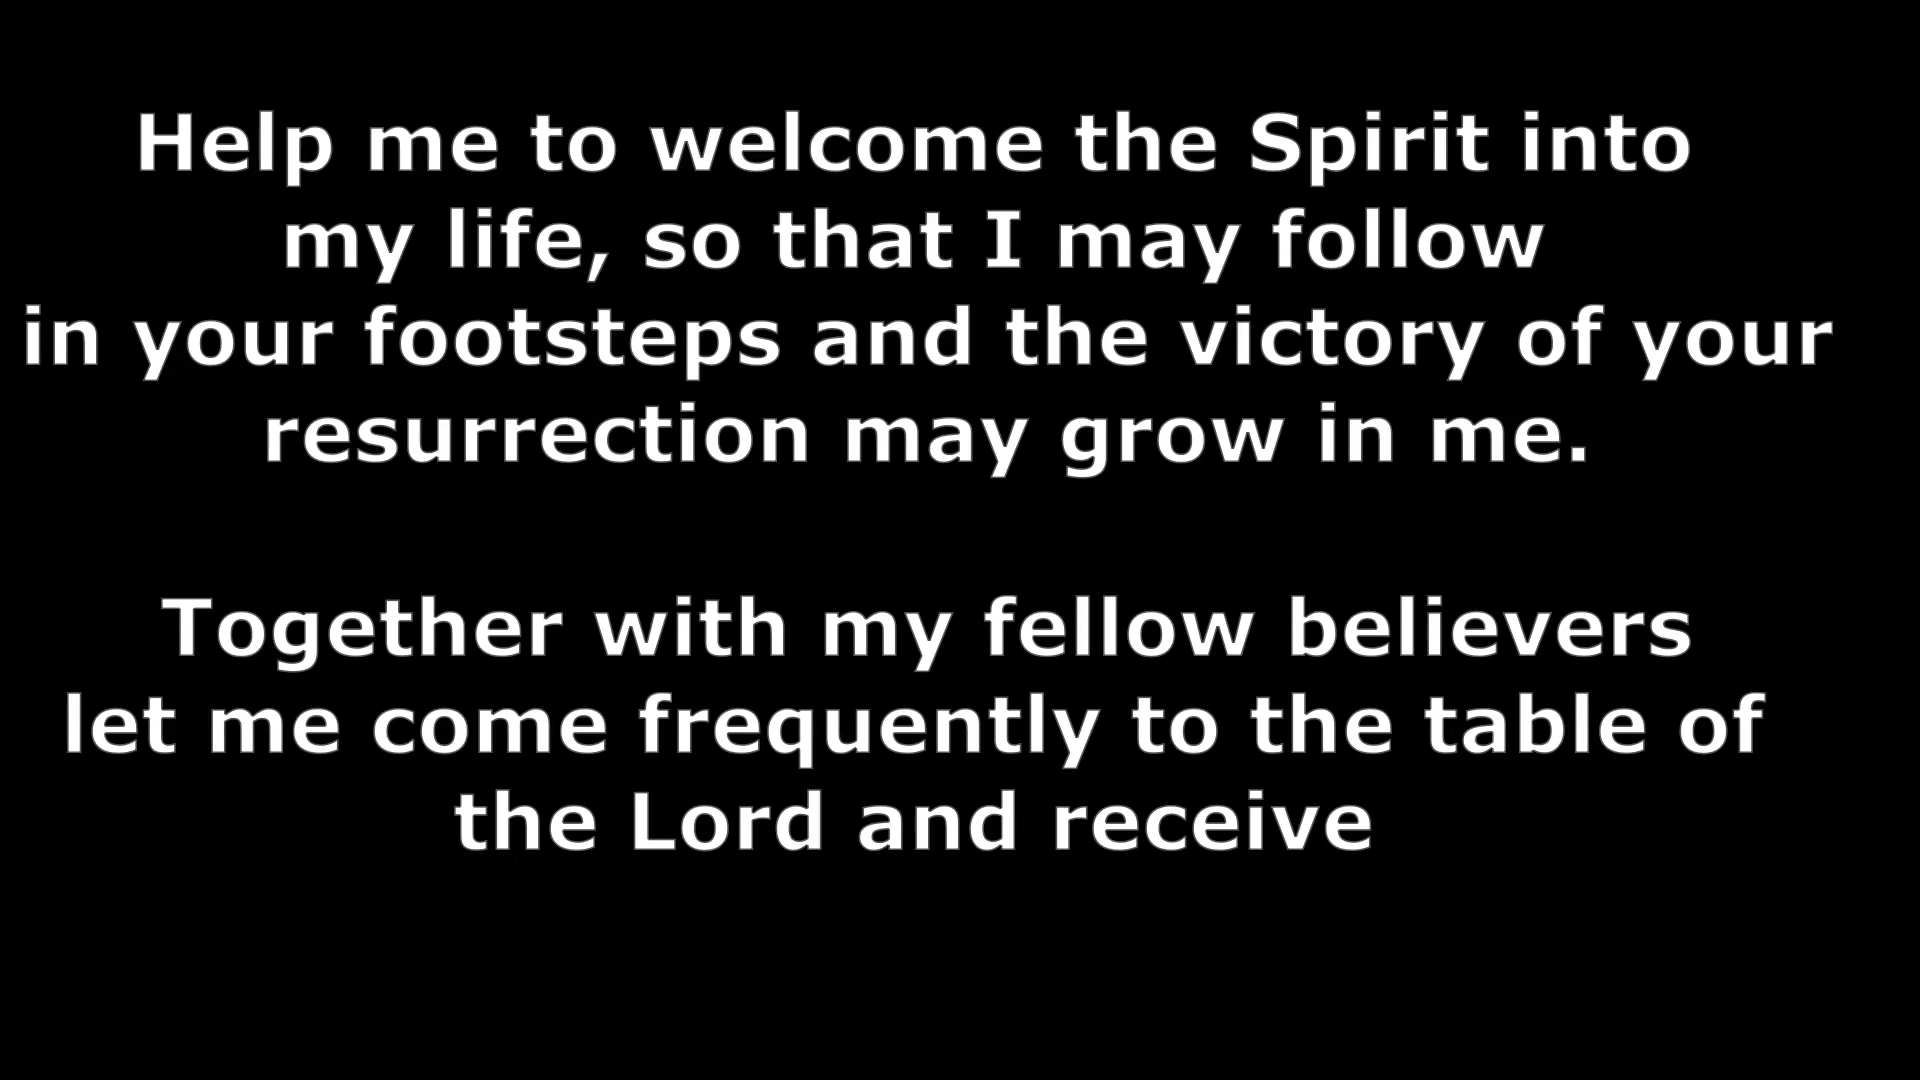 Help me to welcome the Spirit into
my life, so that I may follow
in your footsteps and the victory of your
resurrection may grow in me.
Together with my fellow believers
let me come frequently to the table of
the Lord and receive